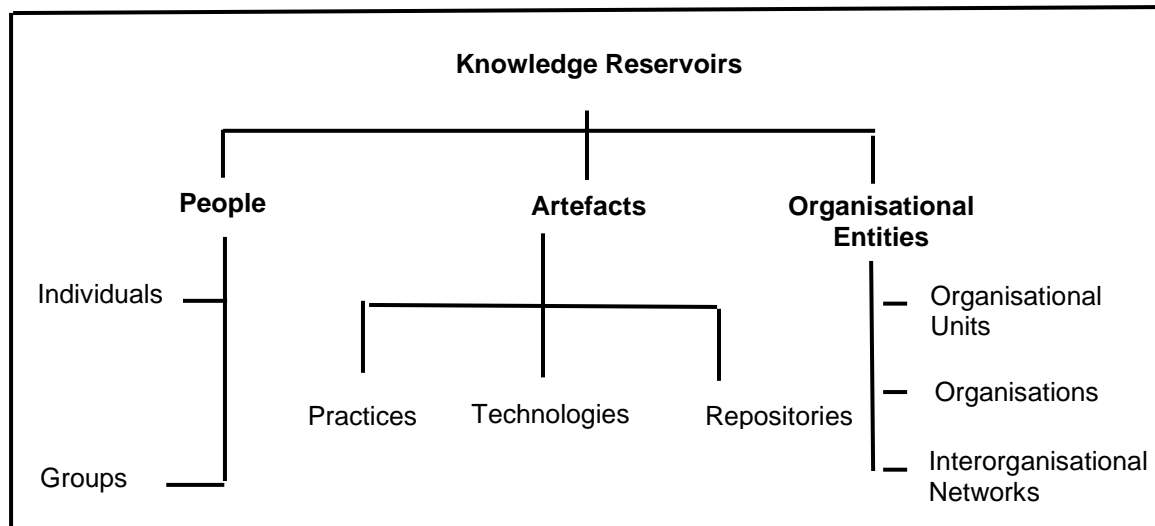 Knowledge Reservoirs
People
Artefacts
Organisational
Entities
Individuals
Groups
Practices
Technologies
Repositories
Organisational
Units
Organisations
Interorganisational
Networks